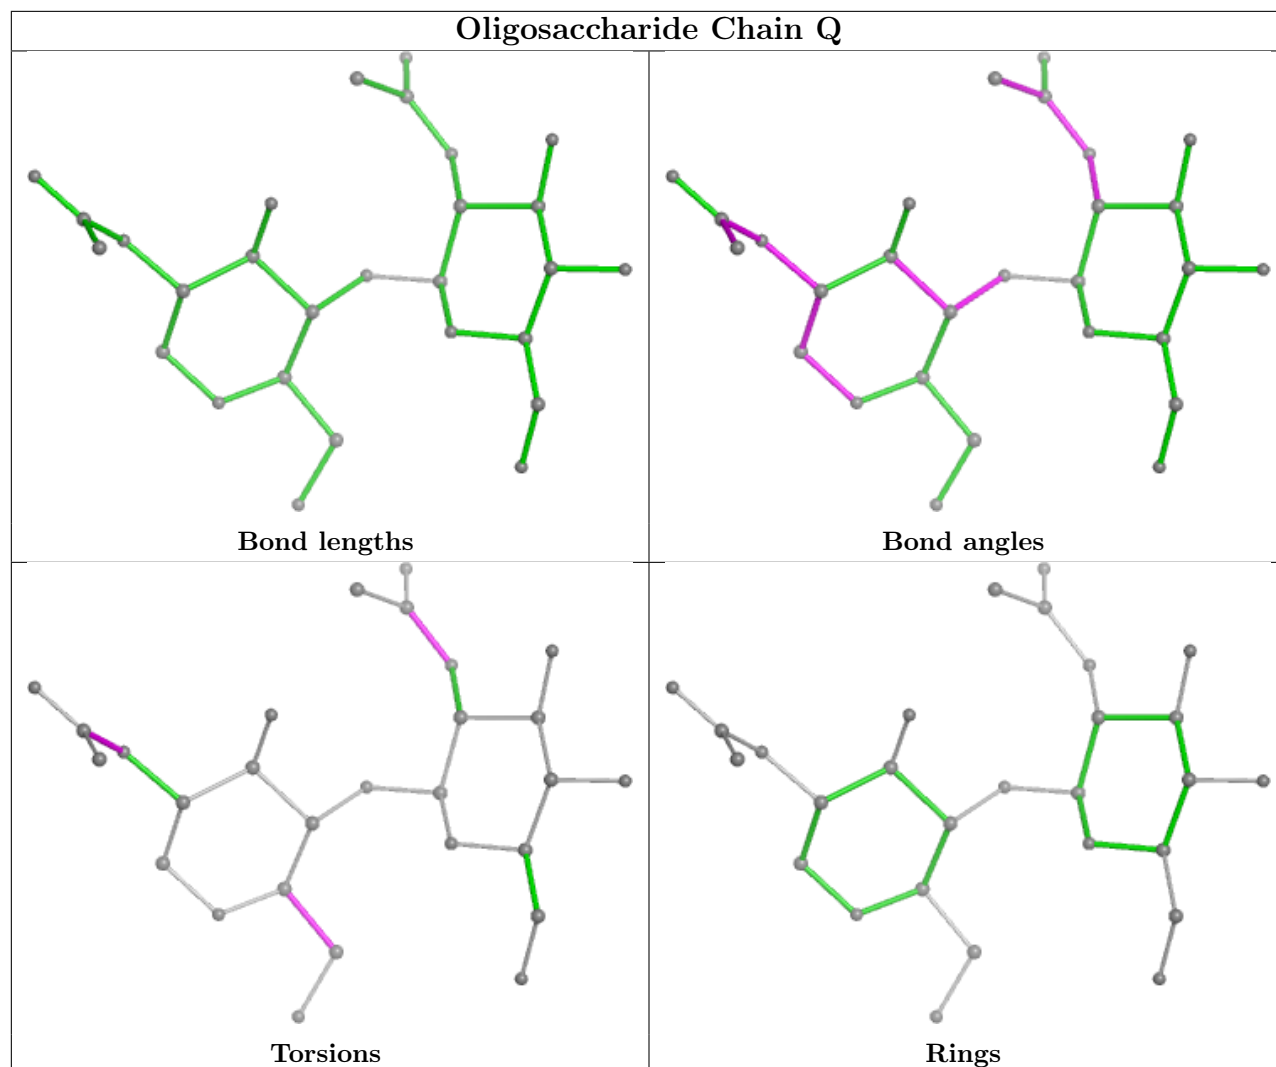 Oligosaccharide Chain Q
Bond lengths
Bond angles
Torsions
Rings